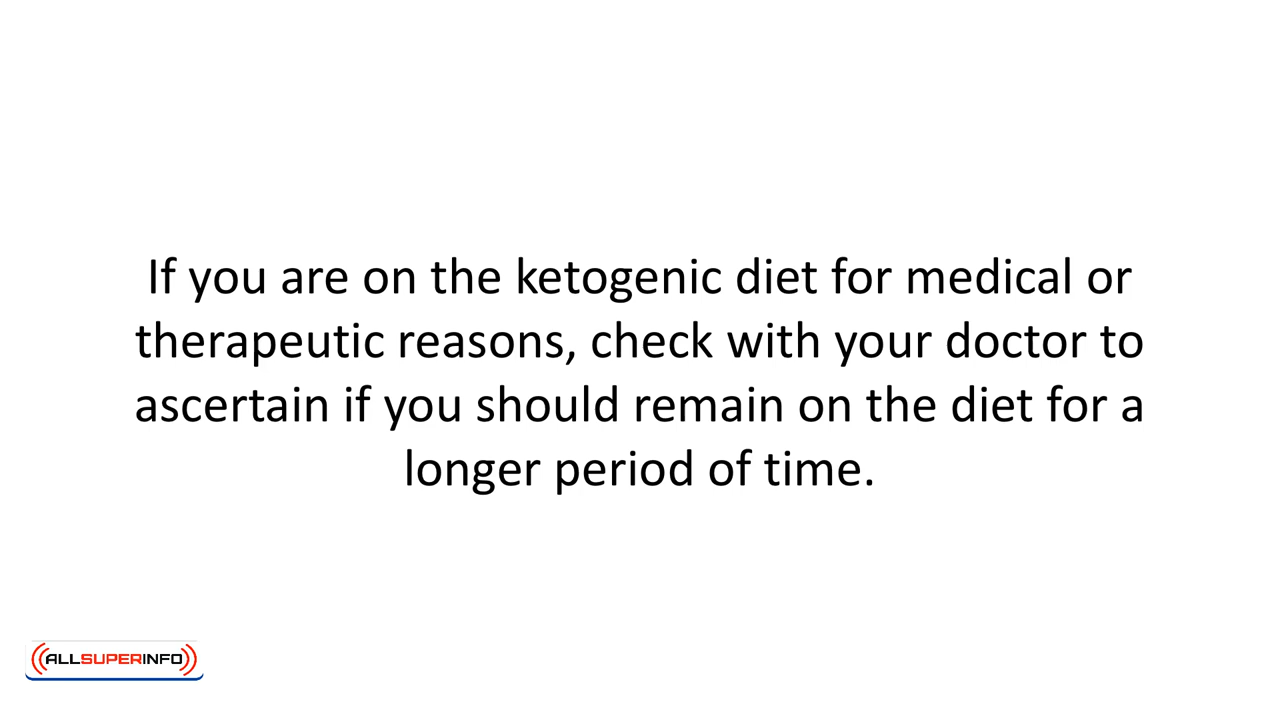 If you are on the ketogenic diet for medical or
therapeutic reasons, check with your doctor to
ascertain if you should remain on the diet for a
longer period of time.
ALLSUPERINFO